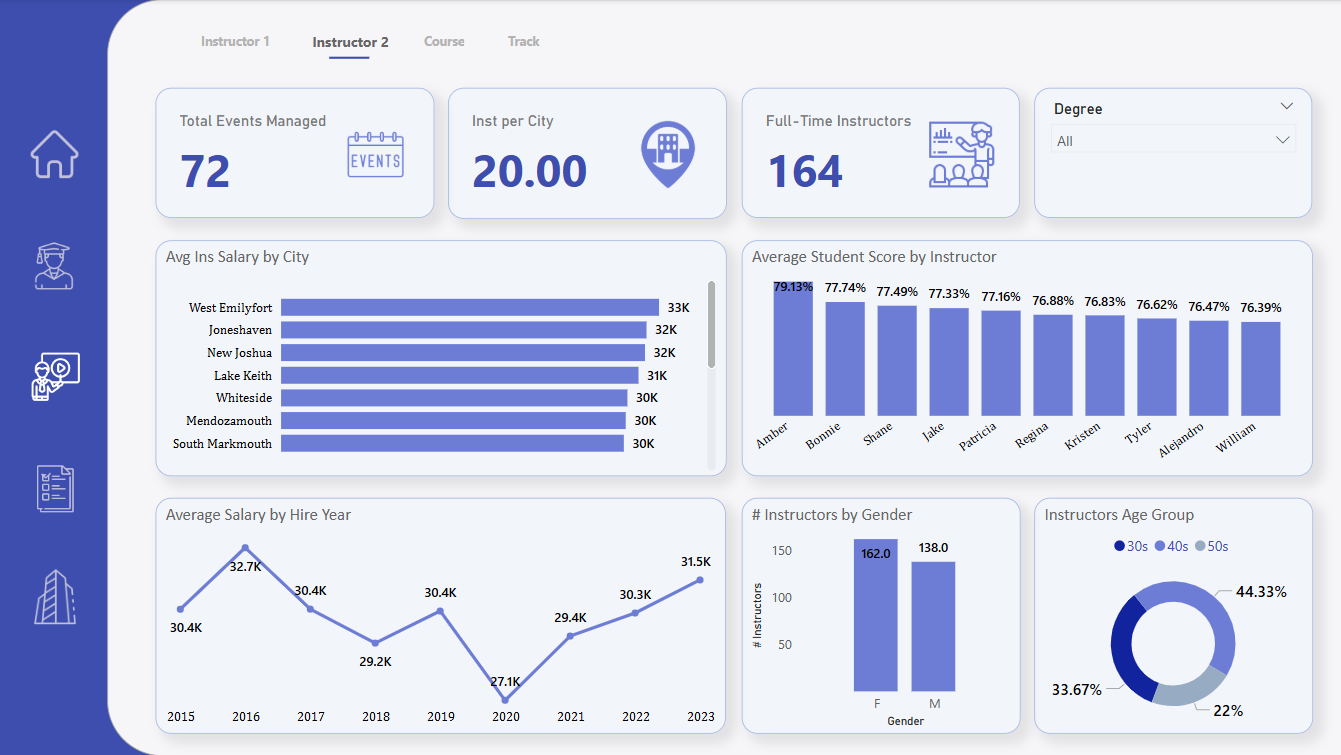 Instructor 1 Instructor 2 Course Track
Total Events Managed
72
EVENTS
Inst per City
20.00
Full-Time Instructors
164
Degree
All
Avg Ins Salary by City
West Emilyfort 33K
Joneshaven 32K
New Joshua 32K
Lake Keith 31K
Whiteside 30K
Mendozamouth 30K
South Markmouth 30K
Average Student Score by Instructor
79.13% 77.74% 77.49% 77.33% 77.16% 76.88% 76.83% 76.62% 76.47% 76.39%
Amber Bonnie Shane Jake Patricia Regina Kristen Tyler Alejandro William
Average Salary by Hire Year
30.4K 32.7K 30.4K 29.2K 30.4K 27.1K 29.4K 30.3K 31.5K
2015 2016 2017 2018 2019 2020 2021 2022 2023
# Instructors by Gender
# Instructors
150
100
50
162.0 138.0
F M
Gender
Instructors Age Group
30s 40s 50s
44.33%
33.67%
22%